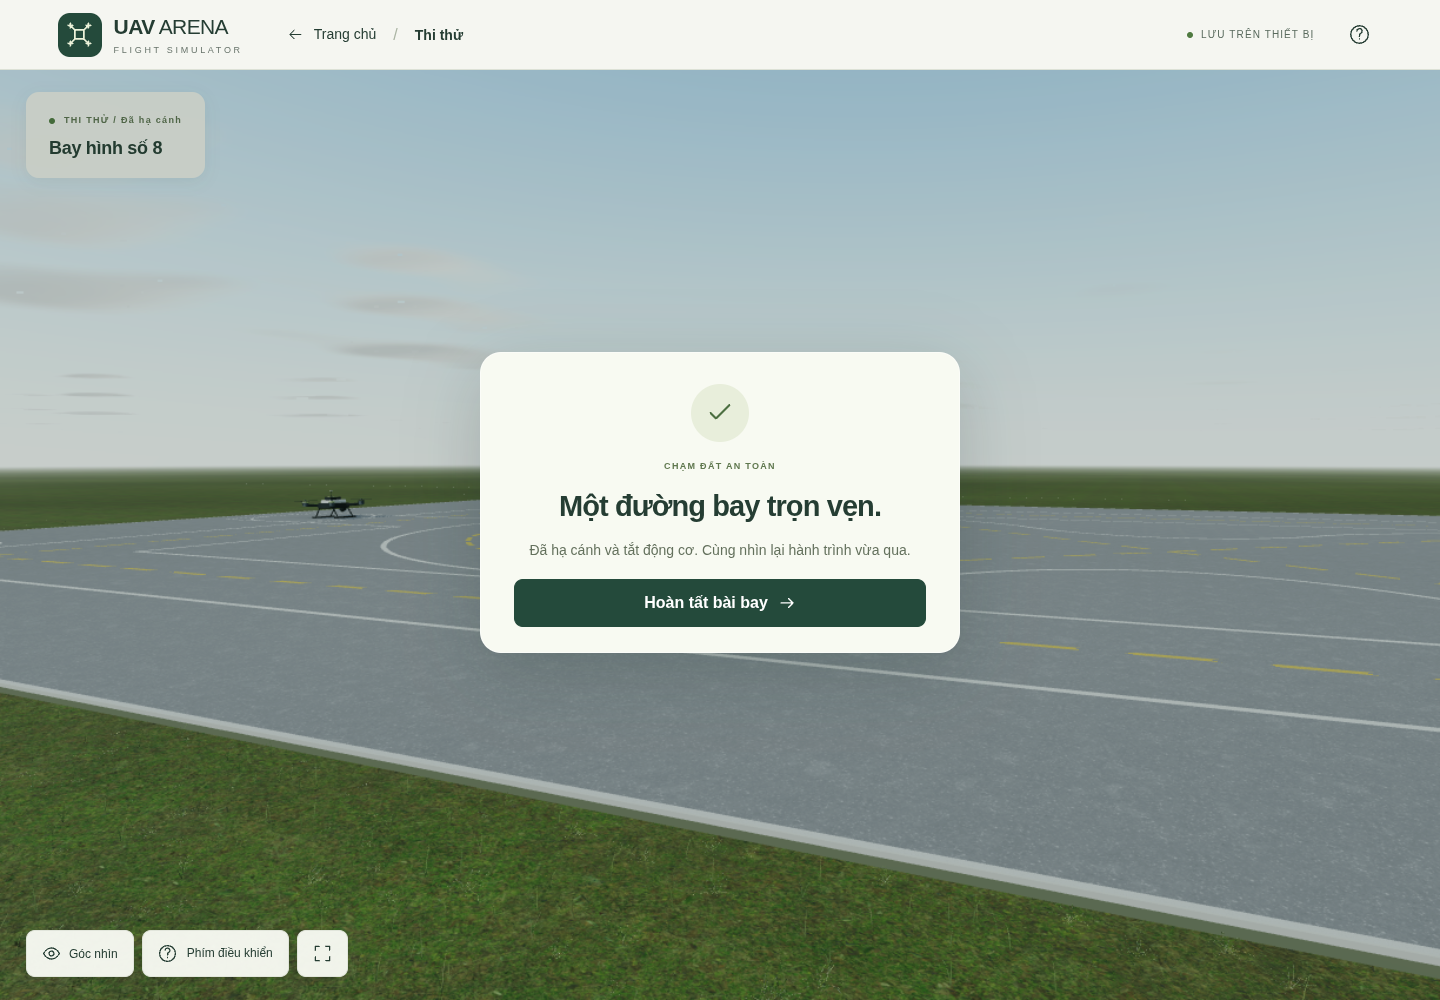 UAV ARENA
FLIGHT SIMULATOR
Trang chủ / Thi thử
LƯU TRÊN THIẾT BỊ
THI THỬ / Đã hạ cánh
Bay hình số 8
CHẠM ĐẤT AN TOÀN
Một đường bay trọn vẹn.
Đã hạ cánh và tắt động cơ. Cùng nhìn lại hành trình vừa qua.
Hoàn tất bài bay
Góc nhìn
Phím điều khiển